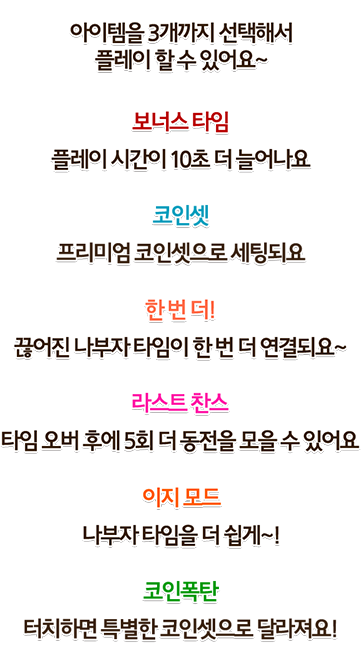 아이템을 3개까지 선택해서
플레이 할 수 있어요~
보너스 타임
플레이 시간이 10초 더 늘어나요
코인셋
프리미엄 코인셋으로 세팅되요
한 번 더!
끊어진 나부자 타임이 한 번 더 연결되요~
라스트 찬스
타임 오버 후에 5회 더 동전을 모을 수 있어요
이지 모드
나부자 타임을 더 쉽게~!
코인폭탄
터치하면 특별한 코인셋으로 달라져요!